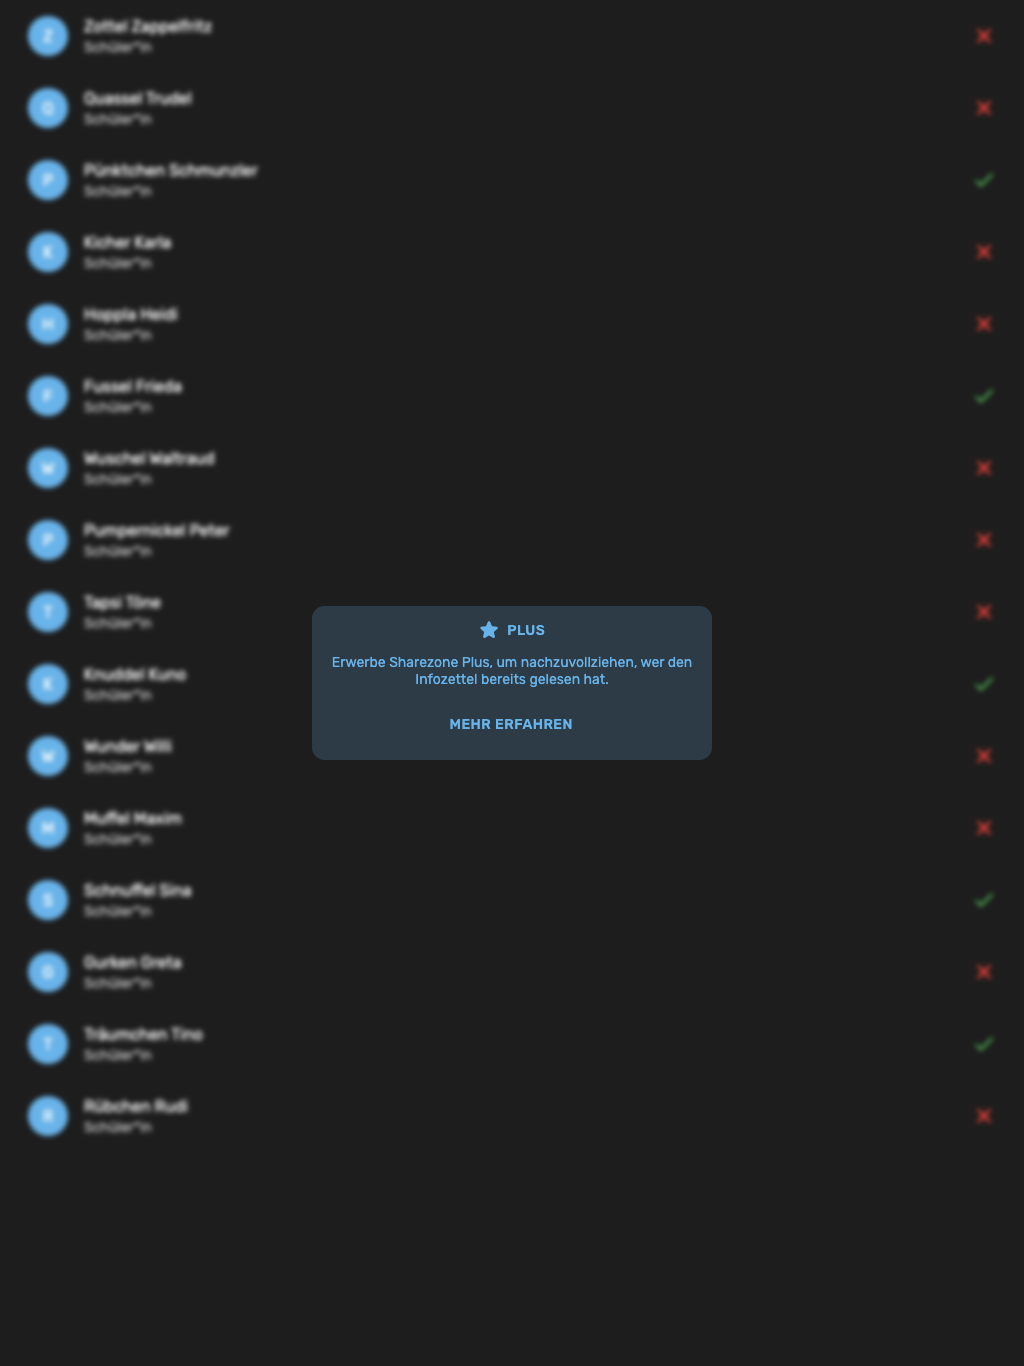 Z
Zottel Zappelfritz
Schüler*in
Q
Quassel Trudel
Schüler*in
P
Pünktchen Schmunzler
Schüler*in
K
Kicher Karla
Schüler*in
H
Hoppla Heidi
Schüler*in
F
Fussel Frieda
Schüler*in
W
Wuschel Waltraud
Schüler*in
P
Pumpernickel Peter
Schüler*in
T
Tapsi Töne
Schüler*in
PLUS
Erwerbe Sharezone Plus, um nachzuvollziehen, wer den
Infozettel bereits gelesen hat.
MEHR ERFAHREN
K
Knuddel Kuno
Schüler*in
W
Wunder Willi
Schüler*in
M
Muffel Maxim
Schüler*in
S
Schnuffel Sina
Schüler*in
G
Gurken Greta
Schüler*in
T
Träumchen Tino
Schüler*in
R
Rübchen Rudi
Schüler*in